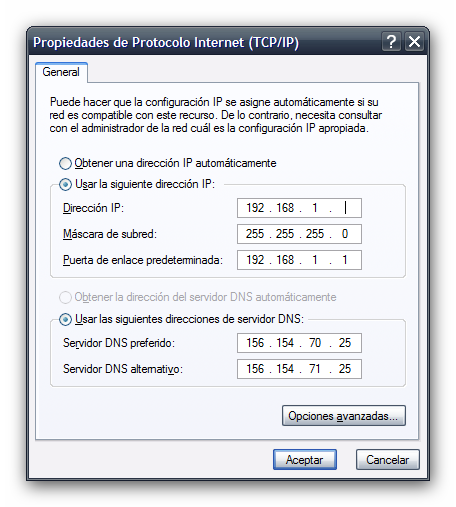 Propiedades de Protocolo Internet (TCP/IP)
General
Puede hacer que la configuración IP se asigne automáticamente si su
red es compatible con este recurso. De lo contrario, necesita consultar
con el administrador de la red cuál es la configuración IP apropiada.
Obtener una dirección IP automáticamente
Usar la siguiente dirección IP:
Dirección IP: 192 . 168 . 1 .
Máscara de subred: 255 . 255 . 255 . 0
Puerta de enlace predeterminada: 192 . 168 . 1 . 1
Obtener la dirección del servidor DNS automáticamente
Usar las siguientes direcciones de servidor DNS:
Servidor DNS preferido: 156 . 154 . 70 . 25
Servidor DNS alternativo: 156 . 154 . 71 . 25
Opciones avanzadas...
Aceptar Cancelar